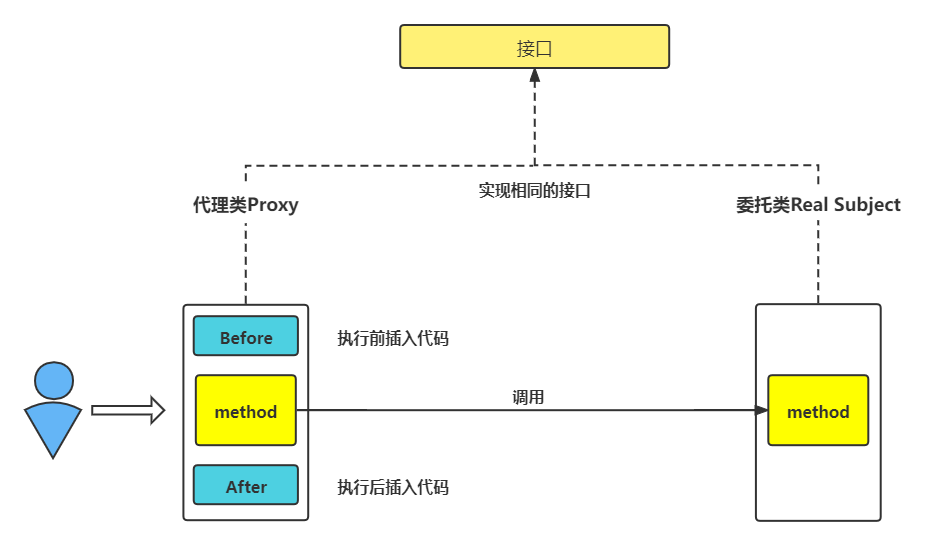 接口
实现相同的接口
代理类Proxy
委托类Real Subject
Before
执行前插入代码
method
调用
method
After
执行后插入代码